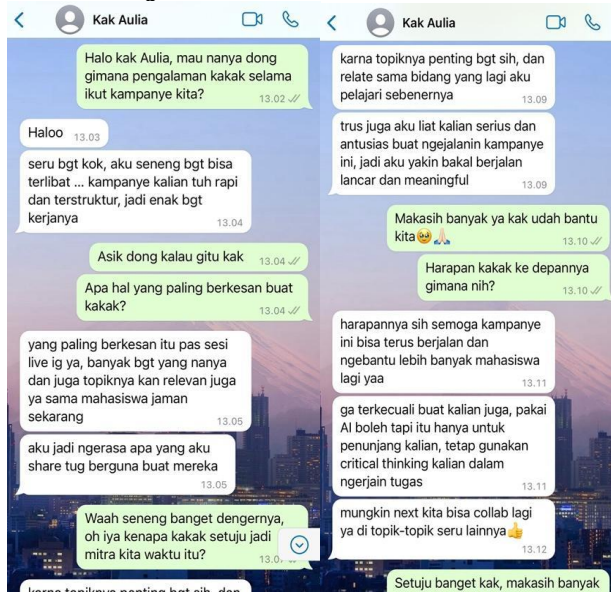 Kak Aulia
Halo kak Aulia, mau nanya dong
gimana pengalaman kakak selama
ikut kampanye kita?
13.02
Haloo
13.03
seru bgt kok, aku seneng bgt bisa
terlibat ... kampanye kalian tuh rapi
dan terstruktur, jadi enak bgt
kerjanya
13.04
Asik dong kalau gitu kak
13.04
Apa hal yang paling berkesan buat
kakak?
13.04
yang paling berkesan itu pas sesi
live ig ya, banyak bgt yang nanya
dan juga topiknya kan relevan juga
ya sama mahasiswa jaman
sekarang
13.05
aku jadi ngerasa apa yang aku
share tug berguna buat mereka
13.05
Waah seneng banget dengernya,
oh iya kenapa kakak setuju jadi
mitra kita waktu itu?
karna topiknya penting bgt sih, dan
Kak Aulia
karna topiknya penting bgt sih, dan
relate sama bidang yang lagi aku
pelajari sebenernya
13.09
trus juga aku liat kalian serius dan
antusias buat ngejalanin kampanye
ini, jadi aku yakin bakal berjalan
lancar dan meaningful
13.09
Makasih banyak ya kak udah bantu
kita🥹🙏🏻
13.10
Harapan kakak ke depannya
gimana nih?
13.10
harapannya sih semoga kampanye
ini bisa terus berjalan dan
ngebantu lebih banyak mahasiswa
lagi yaa
13.11
ga terkecuali buat kalian juga, pakai
AI boleh tapi itu hanya untuk
penunjang kalian, tetap gunakan
critical thinking kalian dalam
ngerjain tugas
13.11
mungkin next kita bisa collab lagi
ya di topik-topik seru lainnya👍
13.12
Setuju banget kak, makasih banyak